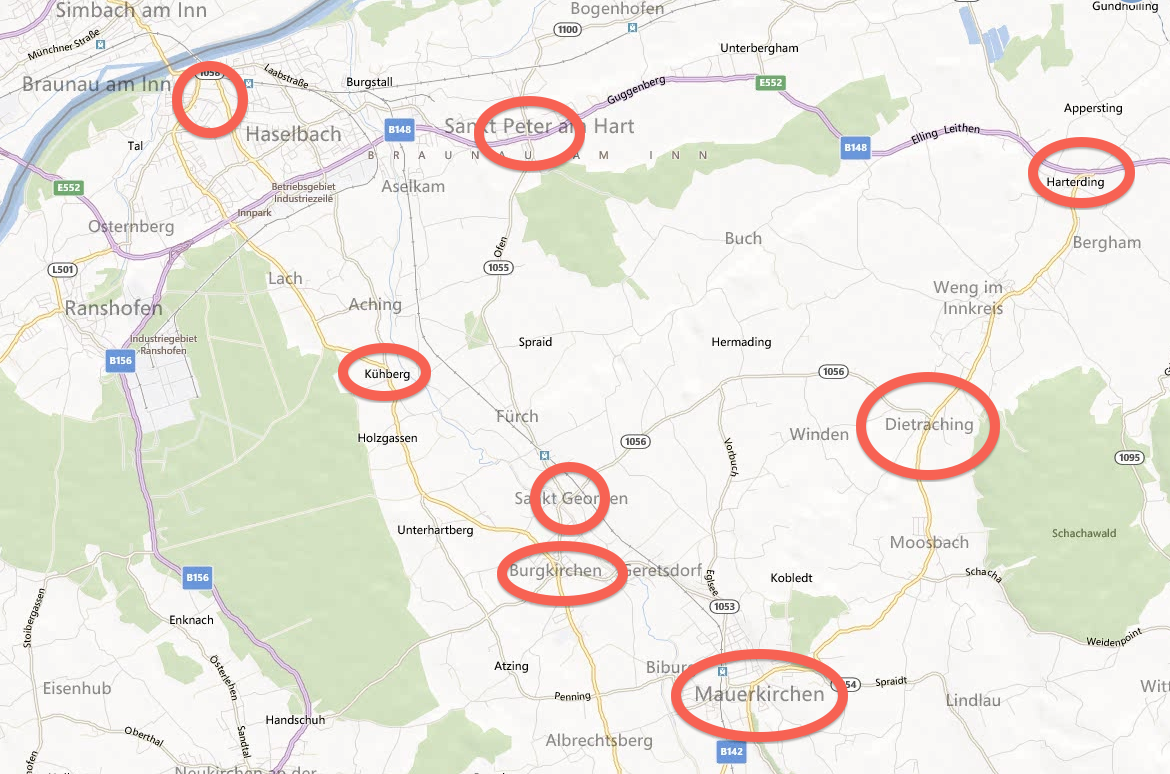 Simbach am Inn
Bogenhofen
Gundholling
Münchner Straße
1100
Unterbergham
Braunau am Inn
1058
Laabstraße
Burgstall
Guggenberg
E552
Appersting
Haselbach
B148
Sankt Peter am Hart
Elling
Leithen
Tal
BRAUNAU AM INN
B148
E552
Aselkam
Betriebsgebiet
Industriezeile
Harterding
Innpark
Osternberg
Ofen
Buch
Bergham
L501
Lach
1055
Weng im
Innkreis
Ranshofen
Aching
Industriegebiet
Ranshofen
Spraid
Hermading
B156
Kühberg
1056
Fürch
Dietraching
Holzgassen
1056
Winden
Vorbuch
1095
Sankt Georgen
Unterhartberg
Schachawald
Moosbach
Burgkirchen
Geretsdorf
B156
Eglsee
Kobledt
Schacha
Stoibergassen
1053
Enknach
Weidenpoint
Atzing
Biburg
Österlehen
Eisenhub
Penning
Mauerkirchen
Spraidt
Lindlau
Handschuh
Sandtal
Oberthal
Albrechtsberg
B142
Neukirchen an der